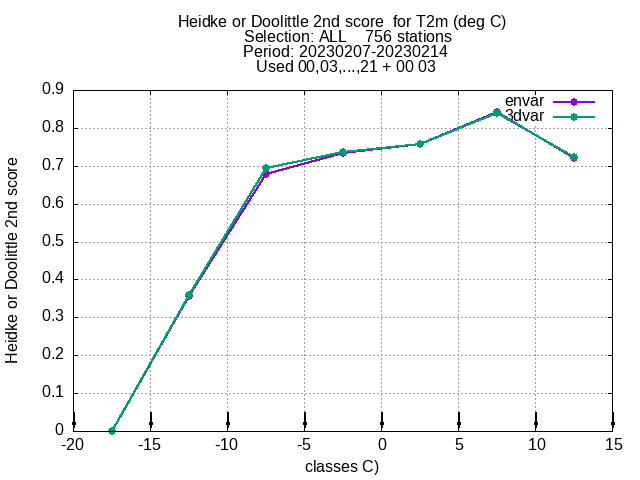 Heidke or Doolittle 2nd score  for T2m (deg C)
Selection: ALL    756 stations
Period: 20230207-20230214
Used 00,03,...,21 + 00 03
envar
3dvar
0.9
0.8
0.7
0.6
0.5
0.4
0.3
0.2
0.1
0
Heidke or Doolittle 2nd score
-20 -15 -10 -5 0 5 10 15
classes C)